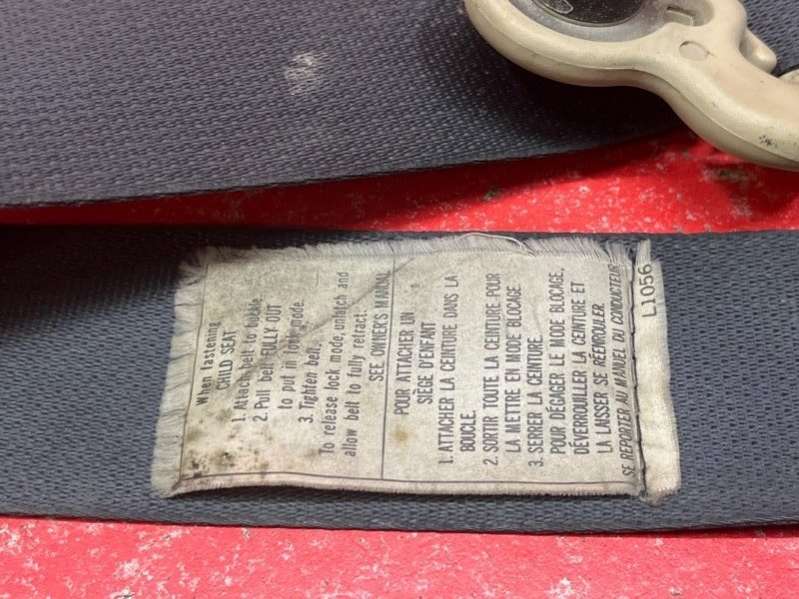 When fastening
CHILD SEAT
1. Attach belt to buckle.
2. Pull belt FULLY OUT
to put in lock mode.
3. Tighten belt.
To release lock mode, unlatch and
allow belt to fully retract.
SEE OWNER'S MANUAL
POUR ATTACHER UN
SIÈGE D'ENFANT
1. ATTACHER LA CEINTURE DANS LA
BOUCLE.
2. SORTIR TOUTE LA CEINTURE POUR
LA METTRE EN MODE BLOCAGE
3. SERRER LA CEINTURE.
POUR DÉGAGER LE MODE BLOCAGE,
DÉVERROUILLER LA CEINTURE ET
LA LAISSER SE RÉENROULER.
SE REPORTER AU MANUEL DU CONDUCTEUR
L1056